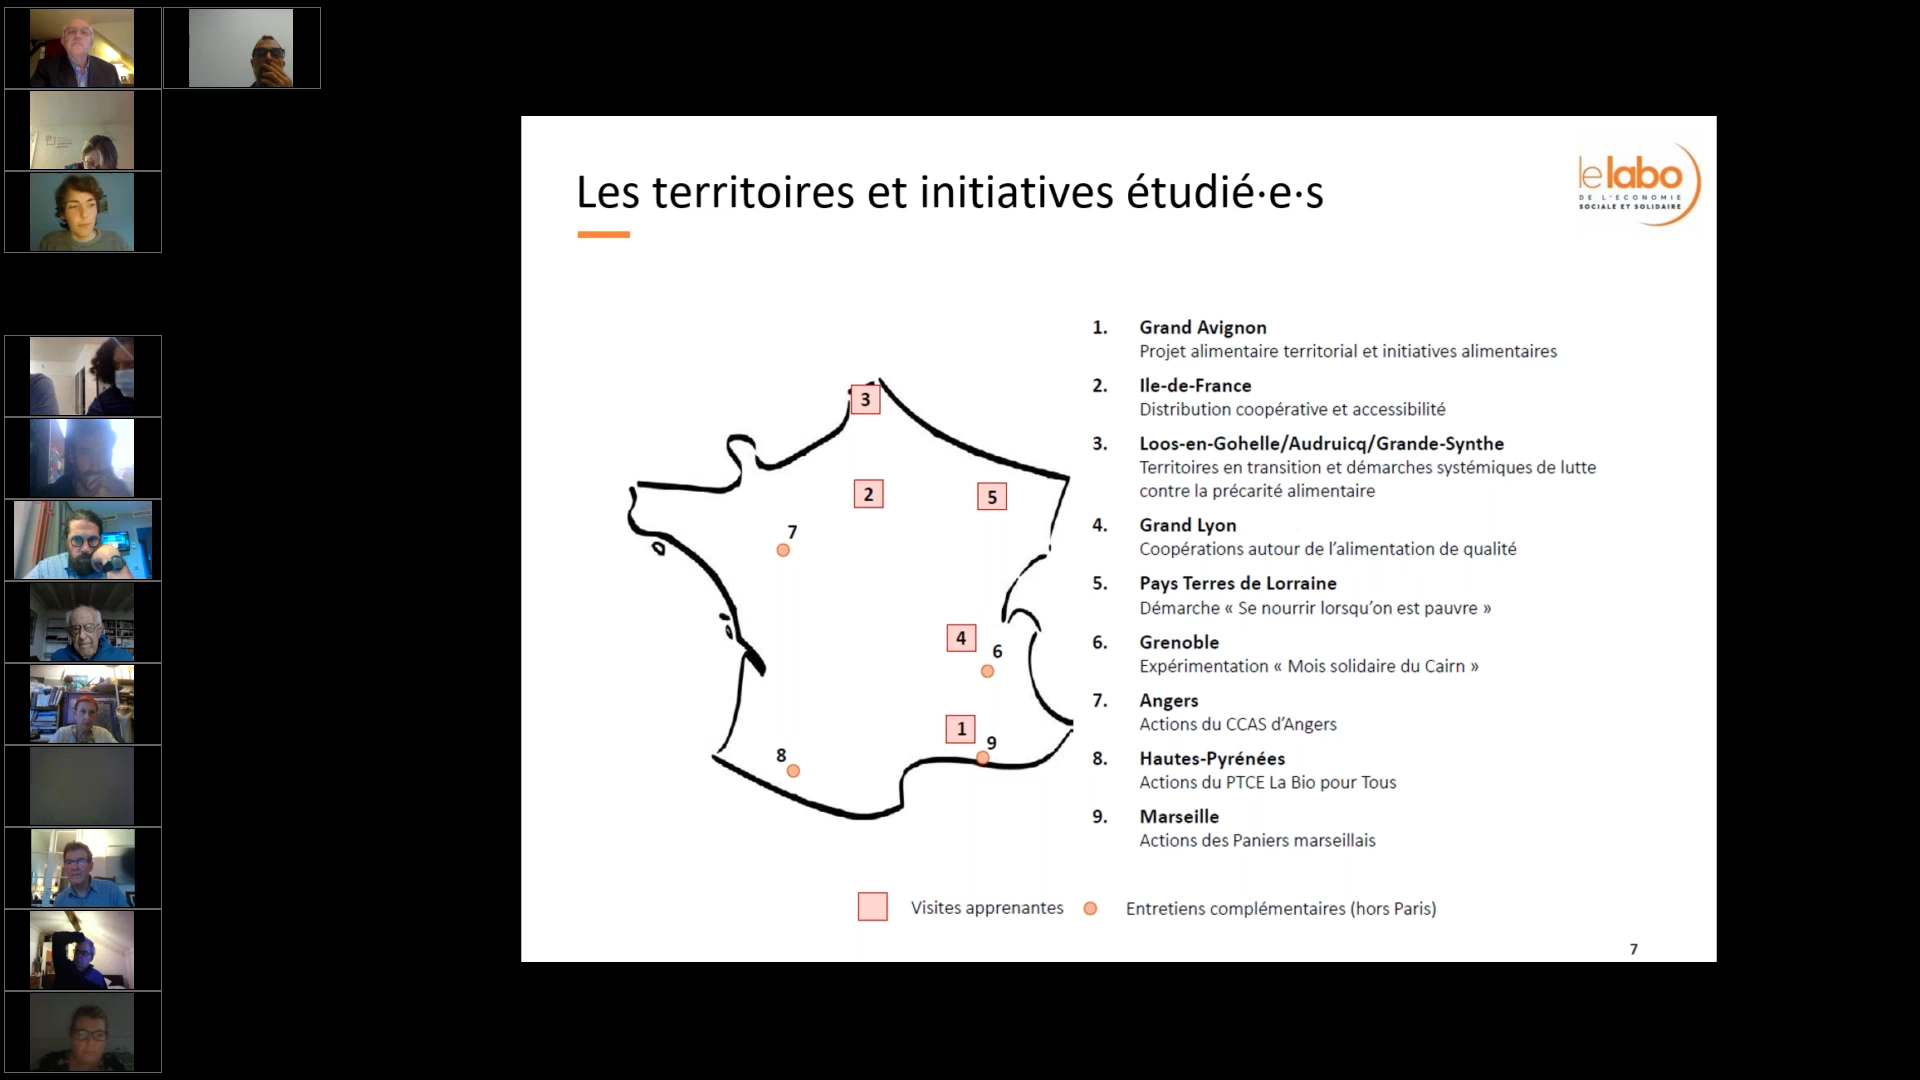 Les territoires et initiatives étudié·e·s
le labo
DE L'ECONOMIE
SOCIALE ET SOLIDAIRE
3
2
5
7
4
6
1
9
8
1. Grand Avignon
Projet alimentaire territorial et initiatives alimentaires
2. Ile-de-France
Distribution coopérative et accessibilité
3. Loos-en-Gohelle/Audruicq/Grande-Synthe
Territoires en transition et démarches systémiques de lutte
contre la précarité alimentaire
4. Grand Lyon
Coopérations autour de l'alimentation de qualité
5. Pays Terres de Lorraine
Démarche « Se nourrir lorsqu'on est pauvre »
6. Grenoble
Expérimentation « Mois solidaire du Cairn »
7. Angers
Actions du CCAS d'Angers
8. Hautes-Pyrénées
Actions du PTCE La Bio pour Tous
9. Marseille
Actions des Paniers marseillais
Visites apprenantes
Entretiens complémentaires (hors Paris)
7